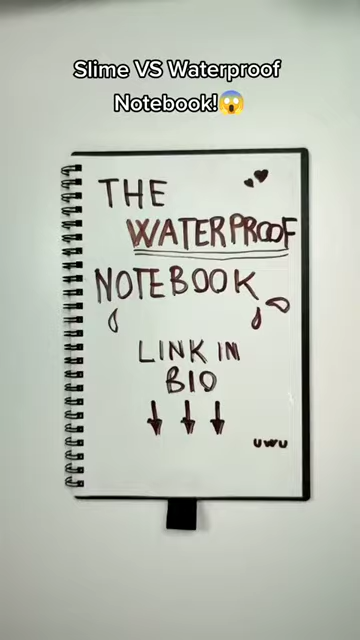 Slime VS Waterproof
Notebook!😱
THE
WATERPROOF
NOTEBOOK
LINK IN
BIO
UWU